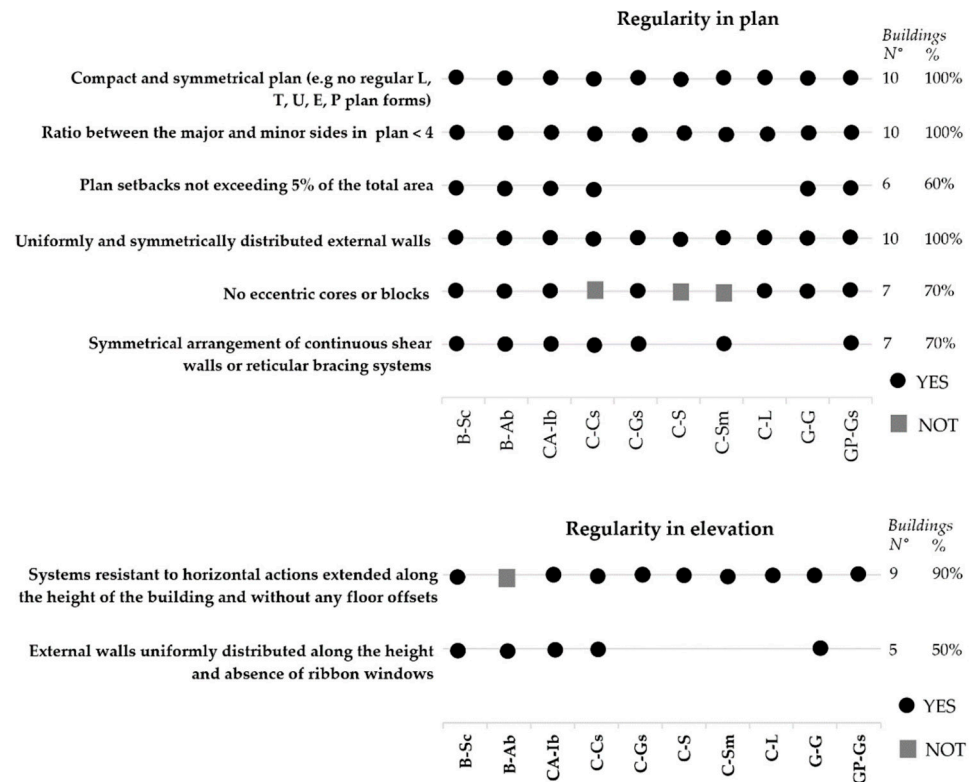 Regularity in plan
Buildings
N° %
Compact and symmetrical plan (e.g no regular L,
T, U, E, P plan forms)
10 100%
Ratio between the major and minor sides in plan < 4
10 100%
Plan setbacks not exceeding 5% of the total area
6 60%
Uniformly and symmetrically distributed external walls
10 100%
No eccentric cores or blocks
7 70%
Symmetrical arrangement of continuous shear
walls or reticular bracing systems
7 70%
YES
NOT
B-Sc
B-Ab
CA-Ib
C-Cs
C-Gs
C-S
C-Sm
C-L
G-G
GP-Gs
Regularity in elevation
Buildings
N° %
Systems resistant to horizontal actions extended along
the height of the building and without any floor offsets
9 90%
External walls uniformly distributed along the height
and absence of ribbon windows
5 50%
YES
NOT
B-Sc
B-Ab
CA-Ib
C-Cs
C-Gs
C-S
C-Sm
C-L
G-G
GP-Gs